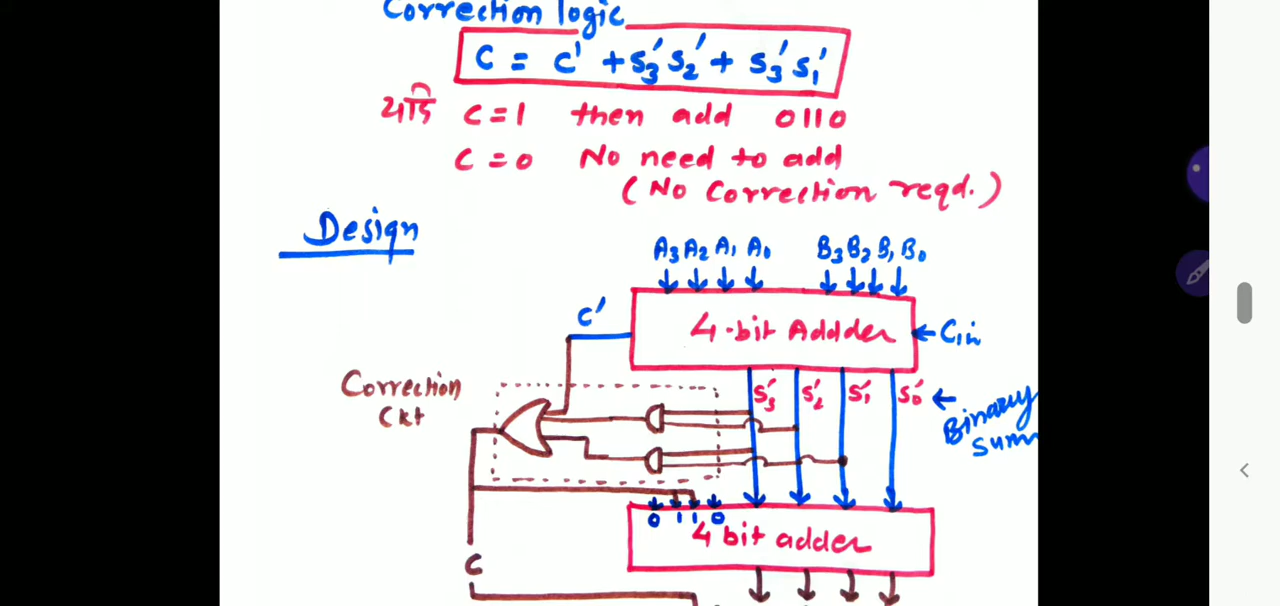 Correction logic
C = C' + S3'S2' + S3'S1'
यदि C=1 then add 0110
C=0 No need to add
(No Correction reqd.)
Design
A3 A2 A1 A0 B3 B2 B1 B0
C'
4-bit Addder
Cin
Correction
Ckt
S3' S2' S1' S0'
Binary
Sum
0 1 1 0
4 bit adder
C